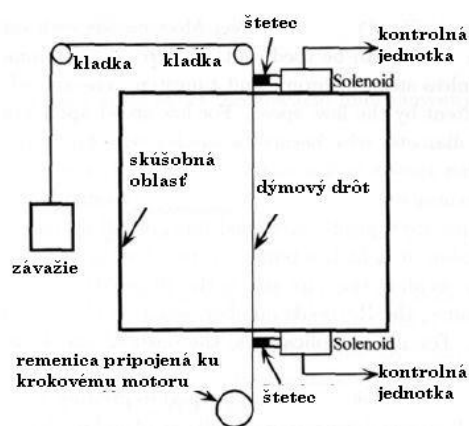 štetec
kontrolná
jednotka
kladka
kladka
Solenoid
skúšobná
oblasť
dýmový drôt
závažie
Solenoid
remenica pripojená ku
krokovému motoru
štetec
kontrolná
jednotka